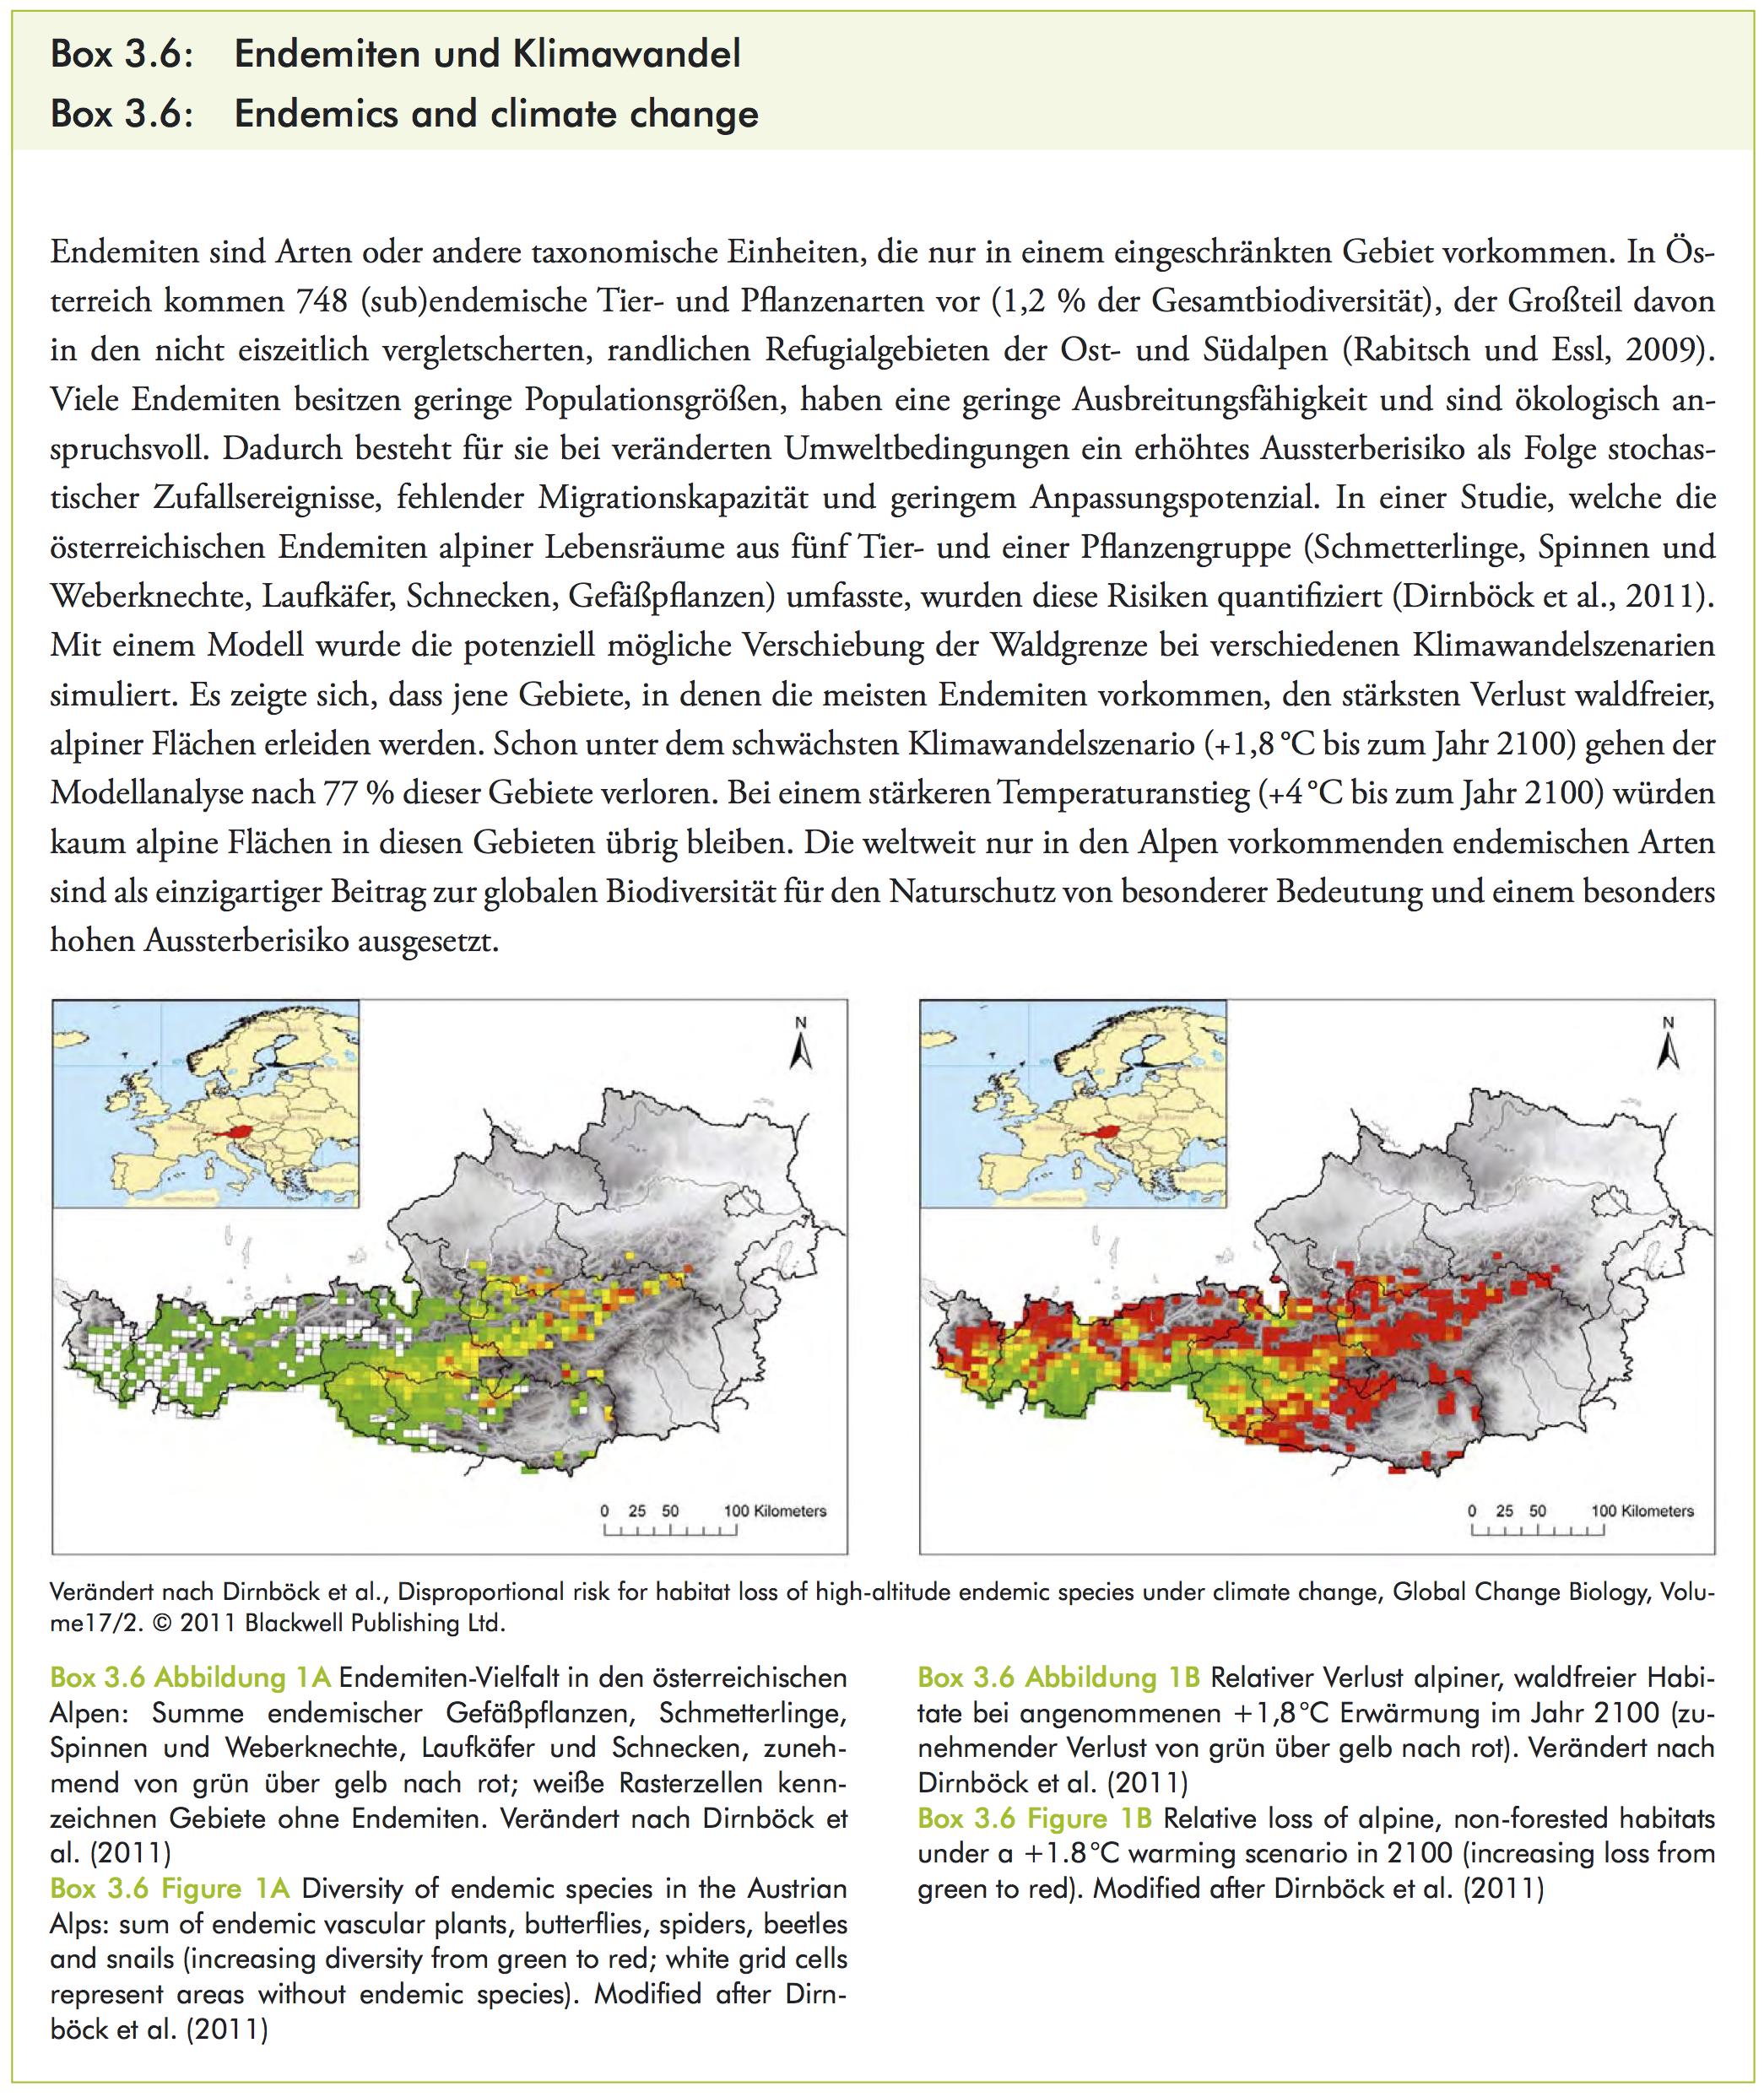 Box 3.6: Endemiten und Klimawandel
Box 3.6: Endemics and climate change
Endemiten sind Arten oder andere taxonomische Einheiten, die nur in einem eingeschränkten Gebiet vorkommen. In Ös-
terreich kommen 748 (sub)endemische Tier- und Pflanzenarten vor (1,2 % der Gesamtbiodiversität), der Großteil davon
in den nicht eiszeitlich vergletscherten, randlichen Refugialgebieten der Ost- und Südalpen (Rabitsch und Essl, 2009).
Viele Endemiten besitzen geringe Populationsgrößen, haben eine geringe Ausbreitungsfähigkeit und sind ökologisch an-
spruchsvoll. Dadurch besteht für sie bei veränderten Umweltbedingungen ein erhöhtes Aussterberisiko als Folge stochas-
tischer Zufallsereignisse, fehlender Migrationskapazität und geringem Anpassungspotenzial. In einer Studie, welche die
österreichischen Endemiten alpiner Lebensräume aus fünf Tier- und einer Pflanzengruppe (Schmetterlinge, Spinnen und
Weberknechte, Laufkäfer, Schnecken, Gefäßpflanzen) umfasste, wurden diese Risiken quantifiziert (Dirnböck et al., 2011).
Mit einem Modell wurde die potenziell mögliche Verschiebung der Waldgrenze bei verschiedenen Klimawandelszenarien
simuliert. Es zeigte sich, dass jene Gebiete, in denen die meisten Endemiten vorkommen, den stärksten Verlust waldfreier,
alpiner Flächen erleiden werden. Schon unter dem schwächsten Klimawandelszenario (+1,8 °C bis zum Jahr 2100) gehen der
Modellanalyse nach 77 % dieser Gebiete verloren. Bei einem stärkeren Temperaturanstieg (+4 °C bis zum Jahr 2100) würden
kaum alpine Flächen in diesen Gebieten übrig bleiben. Die weltweit nur in den Alpen vorkommenden endemischen Arten
sind als einzigartiger Beitrag zur globalen Biodiversität für den Naturschutz von besonderer Bedeutung und einem besonders
hohen Aussterberisiko ausgesetzt.
N
0 25 50 100 Kilometers
N
0 25 50 100 Kilometers
Verändert nach Dirnböck et al., Disproportional risk for habitat loss of high-altitude endemic species under climate change, Global Change Biology, Volu-
me17/2. © 2011 Blackwell Publishing Ltd.
Box 3.6 Abbildung 1A Endemiten-Vielfalt in den österreichischen
Alpen: Summe endemischer Gefäßpflanzen, Schmetterlinge,
Spinnen und Weberknechte, Laufkäfer und Schnecken, zuneh-
mend von grün über gelb nach rot; weiße Rasterzellen kenn-
zeichnen Gebiete ohne Endemiten. Verändert nach Dirnböck et
al. (2011)
Box 3.6 Figure 1A Diversity of endemic species in the Austrian
Alps: sum of endemic vascular plants, butterflies, spiders, beetles
and snails (increasing diversity from green to red; white grid cells
represent areas without endemic species). Modified after Dirn-
böck et al. (2011)
Box 3.6 Abbildung 1B Relativer Verlust alpiner, waldfreier Habi-
tate bei angenommenen +1,8°C Erwärmung im Jahr 2100 (zu-
nehmender Verlust von grün über gelb nach rot). Verändert nach
Dirnböck et al. (2011)
Box 3.6 Figure 1B Relative loss of alpine, non-forested habitats
under a +1.8°C warming scenario in 2100 (increasing loss from
green to red). Modified after Dirnböck et al. (2011)